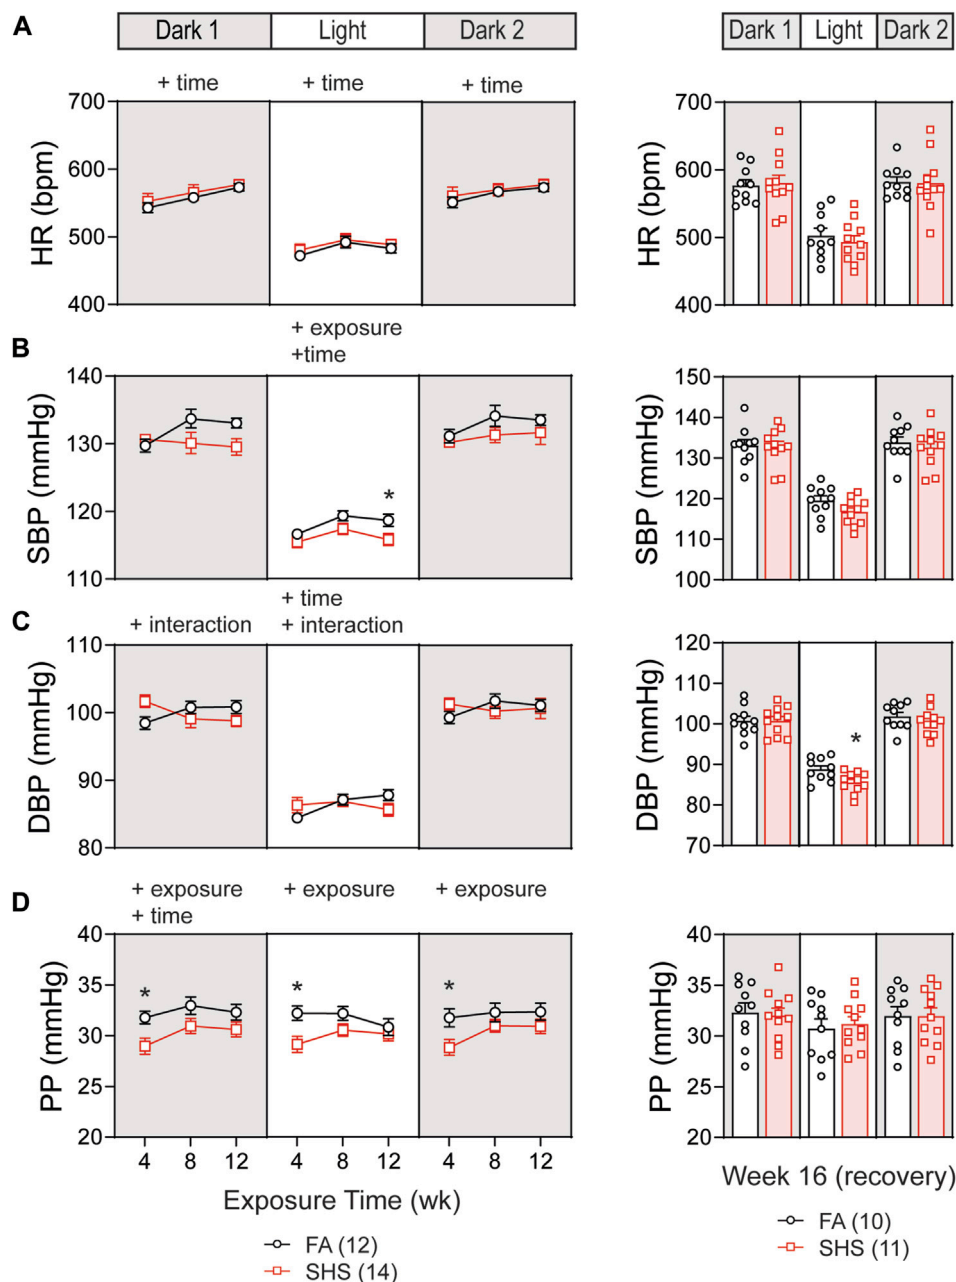 A
Dark 1 Light Dark 2
Dark 1 Light Dark 2
+ time + time + time
HR (bpm)
700
600
500
400
HR (bpm)
700
600
500
400
B
+ exposure
+time
SBP (mmHg)
140
130
120
110
*
SBP (mmHg)
150
140
130
120
110
100
C
+ interaction
+ time
+ interaction
DBP (mmHg)
110
100
90
80
DBP (mmHg)
120
110
100
90
80
70
*
D
+ exposure
+ time
+ exposure
+ exposure
PP (mmHg)
40
35
30
25
20
* * *
4 8 12 4 8 12 4 8 12
Exposure Time (wk)
FA (12)
SHS (14)
PP (mmHg)
40
35
30
25
20
Week 16 (recovery)
FA (10)
SHS (11)